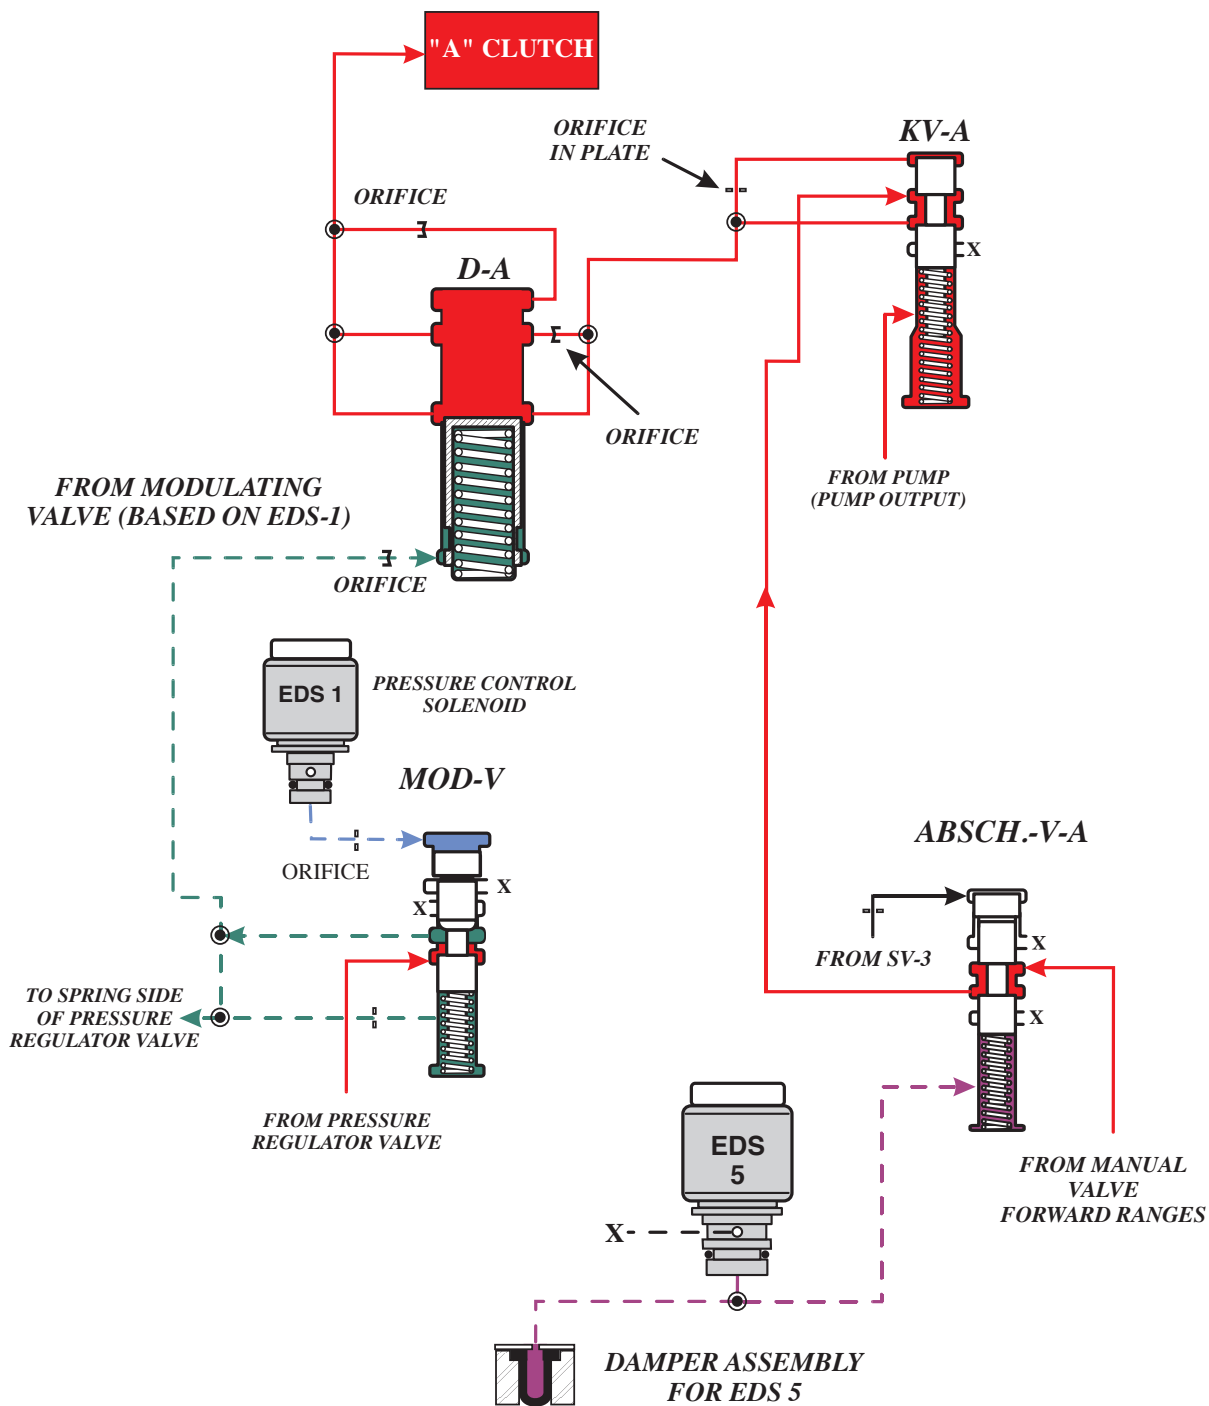 "A" CLUTCH
ORIFICE
IN PLATE
KV-A
ORIFICE
X
D-A
ORIFICE
FROM PUMP
(PUMP OUTPUT)
FROM MODULATING
VALVE (BASED ON EDS-1)
ORIFICE
EDS 1
PRESSURE CONTROL
SOLENOID
MOD-V
ORIFICE
X
X
ABSCH.-V-A
FROM SV-3
X
X
TO SPRING SIDE
OF PRESSURE
REGULATOR VALVE
FROM PRESSURE
REGULATOR VALVE
EDS
5
X
FROM MANUAL
VALVE
FORWARD RANGES
DAMPER ASSEMBLY
FOR EDS 5